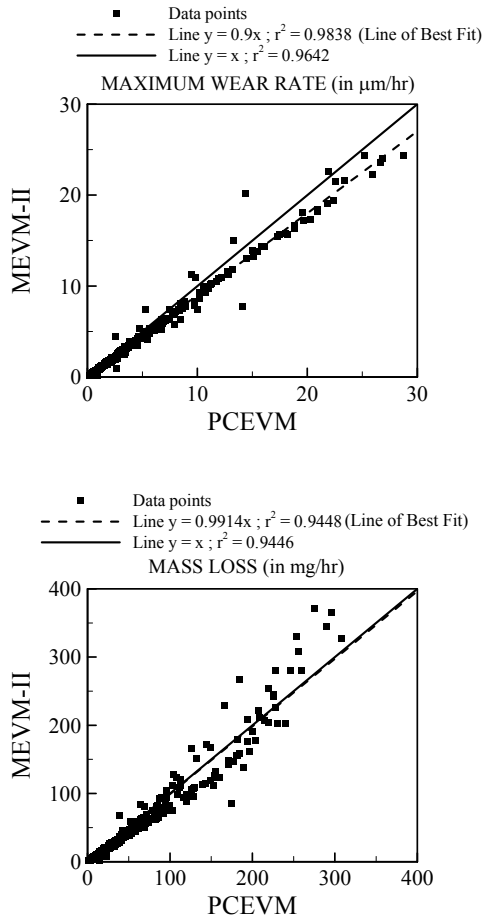 Data points
Line y = 0.9x ; r² = 0.9838 (Line of Best Fit)
Line y = x ; r² = 0.9642
MAXIMUM WEAR RATE (in μm/hr)
30
20
10
0
MEVM-II
0 10 20 30
PCEVM
Data points
Line y = 0.9914x ; r² = 0.9448 (Line of Best Fit)
Line y = x ; r² = 0.9446
MASS LOSS (in mg/hr)
400
300
200
100
0
MEVM-II
0 100 200 300 400
PCEVM